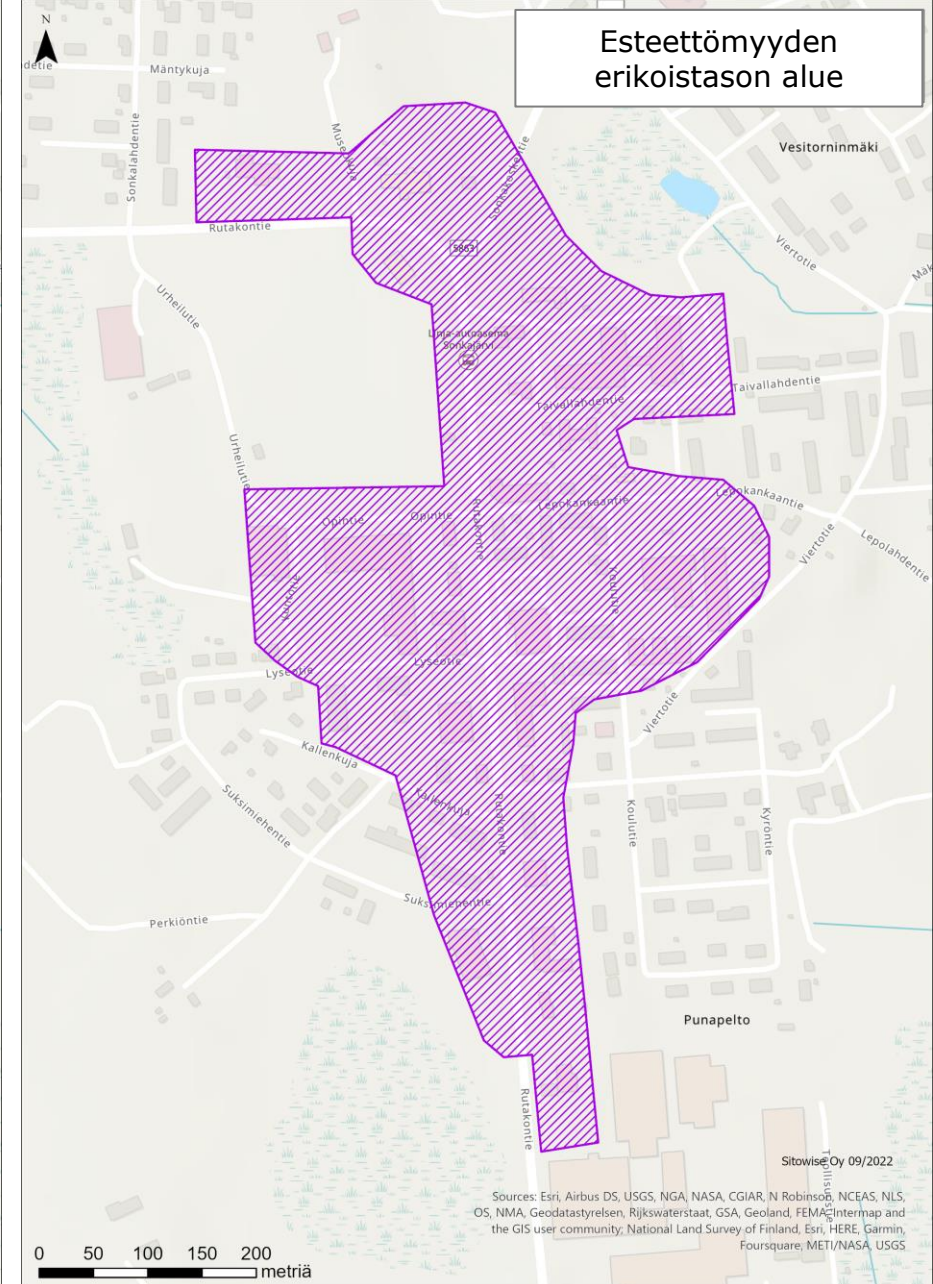 N
Esteettömyyden
erikoistason alue
Mäntykuja
Sonkalahdentie
Vesitorninmäki
Rutakontie
5863
Viertotie
Urheilutie
Linja-autoasema
Sonkajärvi
Taivallahdentie
Taivallahdentie
Urheilutie
Opintie
Opintie
Rutakontie
Lepokankaantie
Lepokankaantie
Lepolahdentie
Viertotie
Koulutie
Kuntotie
Lyseotie
Lyseotie
Viertotie
Kallenkuja
Kallenkuja
Rutakontie
Koulutie
Kyröntie
Suksimiehentie
Suksimiehentie
Perkiöntie
Punapelto
Rutakontie
Sitowise Oy 09/2022
Sources: Esri, Airbus DS, USGS, NGA, NASA, CGIAR, N Robinson, NCEAS, NLS,
OS, NMA, Geodatastyrelsen, Rijkswaterstaat, GSA, Geoland, FEMA, Intermap and
the GIS user community; National Land Survey of Finland, Esri, HERE, Garmin,
Foursquare, METI/NASA, USGS
0 50 100 150 200
metriä